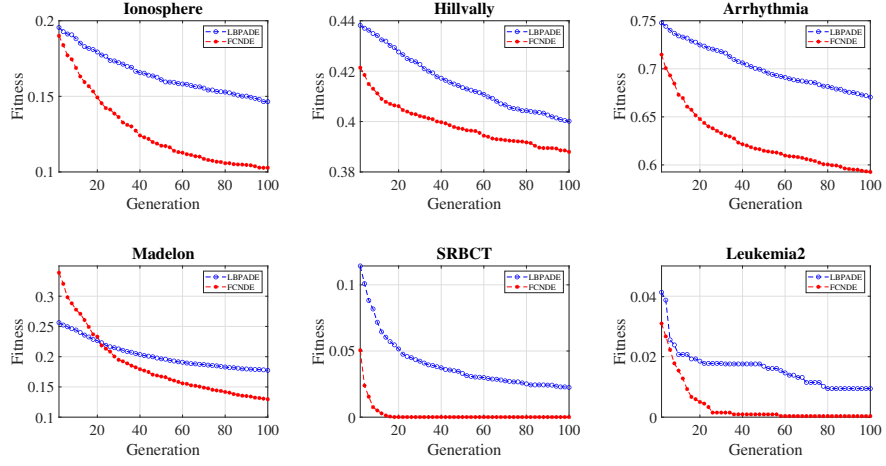 Ionosphere
Hillvally
Arrhythmia
0.2
0.15
0.1
Fitness
LBPADE
FCNDE
20 40 60 80 100
Generation
0.44
0.42
0.4
0.38
Fitness
LBPADE
FCNDE
20 40 60 80 100
Generation
0.75
0.7
0.65
0.6
Fitness
LBPADE
FCNDE
20 40 60 80 100
Generation
Madelon
SRBCT
Leukemia2
0.3
0.25
0.2
0.15
0.1
Fitness
LBPADE
FCNDE
20 40 60 80 100
Generation
0.1
0.05
0
Fitness
LBPADE
FCNDE
20 40 60 80 100
Generation
0.04
0.02
0
Fitness
LBPADE
FCNDE
20 40 60 80 100
Generation